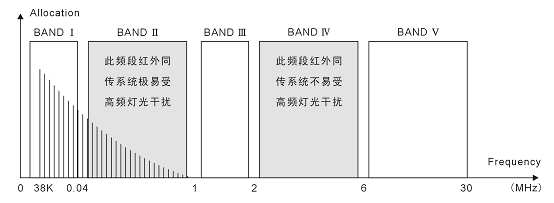 Allocation
BAND Ⅰ BAND Ⅱ BAND Ⅲ BAND Ⅳ BAND Ⅴ
此频段红外同
传系统极易受
高频灯光干扰
此频段红外同
传系统不易受
高频灯光干扰
Frequency
0 38K 0.04 1 2 6 30 (MHz)